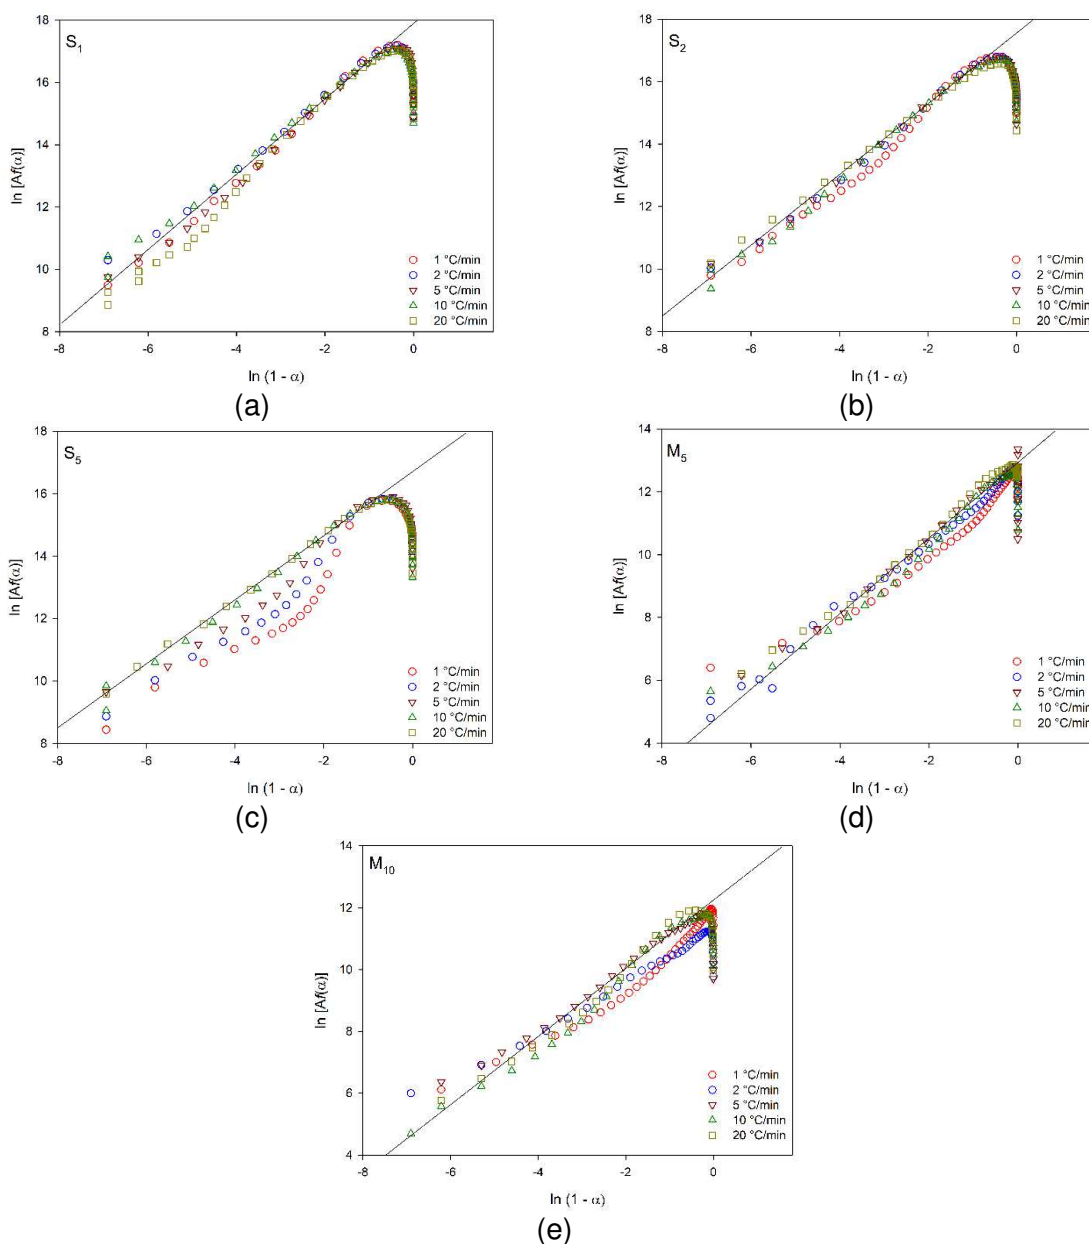 S1
ln [Af(α)]
18
16
14
12
10
8
-8 -6 -4 -2 0
ln (1 - α)
1 °C/min
2 °C/min
5 °C/min
10 °C/min
20 °C/min
(a)
S2
ln [Af(α)]
18
16
14
12
10
8
-8 -6 -4 -2 0
ln (1 - α)
1 °C/min
2 °C/min
5 °C/min
10 °C/min
20 °C/min
(b)
S5
ln [Af(α)]
18
16
14
12
10
8
-8 -6 -4 -2 0
ln (1 - α)
1 °C/min
2 °C/min
5 °C/min
10 °C/min
20 °C/min
(c)
M5
ln [Af(α)]
14
12
10
8
6
4
-8 -6 -4 -2 0
ln (1 - α)
1 °C/min
2 °C/min
5 °C/min
10 °C/min
20 °C/min
(d)
M10
ln [Af(α)]
14
12
10
8
6
4
-8 -6 -4 -2 0
ln (1 - α)
1 °C/min
2 °C/min
5 °C/min
10 °C/min
20 °C/min
(e)